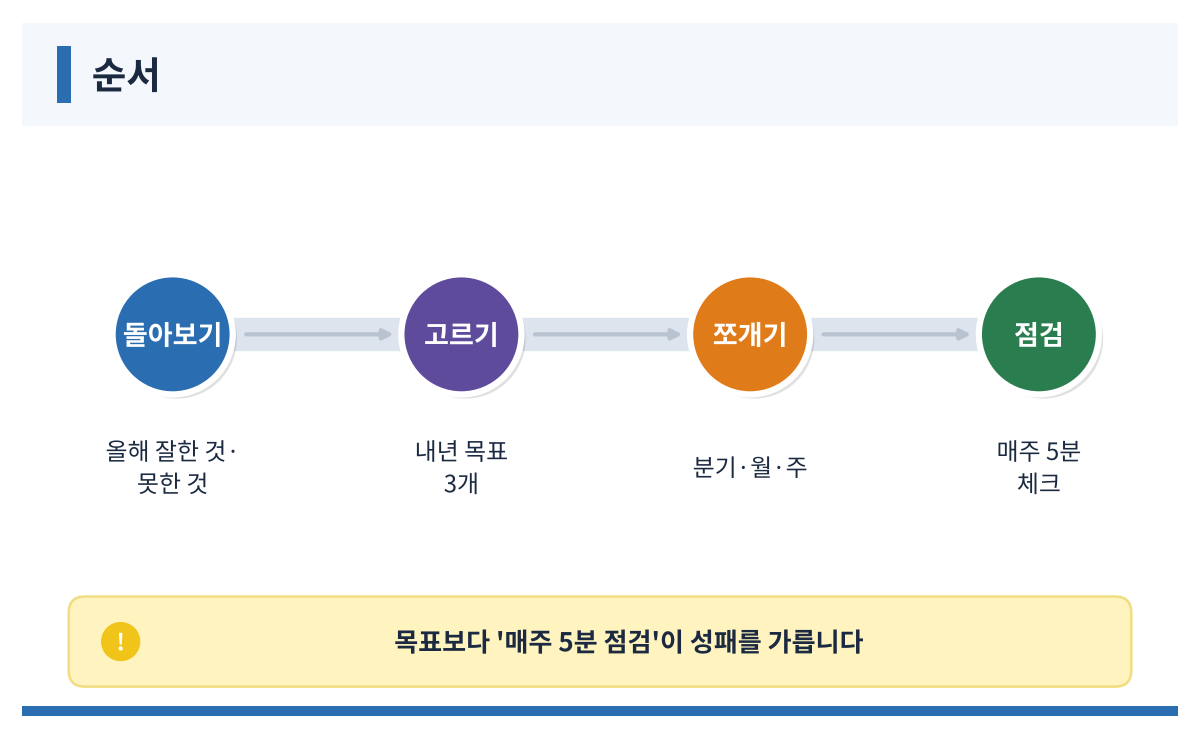 순서
돌아보기
고르기
쪼개기
점검
올해 잘한 것·
못한 것
내년 목표
3개
분기·월·주
매주 5분
체크
!
목표보다 '매주 5분 점검'이 성패를 가릅니다